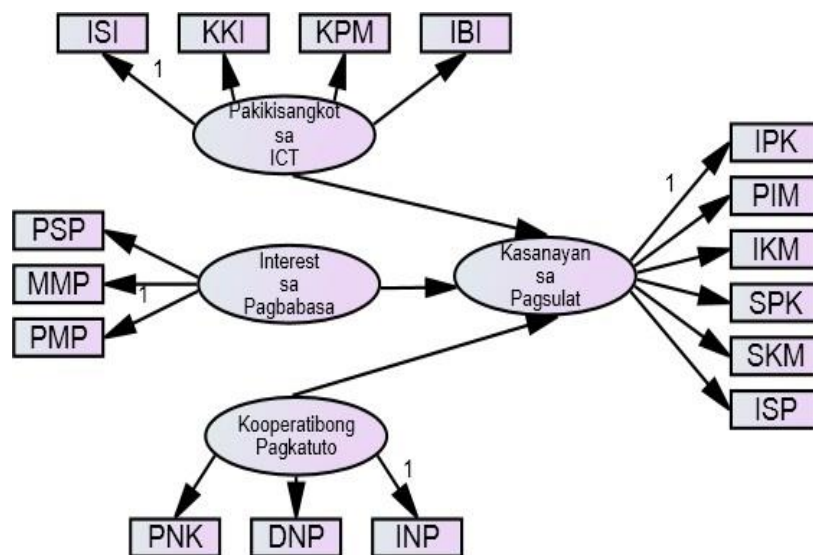 ISI
KKI
KPM
IBI
1
Pakikisangkot
sa
ICT
IPK
1
PIM
IKM
SPK
SKM
ISP
PSP
MMP
1
PMP
Interest
sa
Pagbabasa
Kasanayan
sa
Pagsulat
Kooperatibong
Pagkatuto
1
PNK
DNP
INP